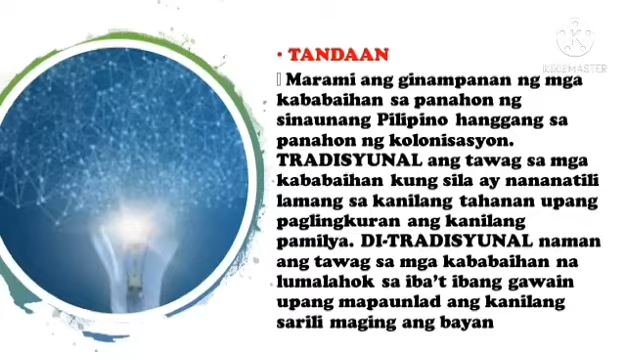 • TANDAAN
Marami ang ginampanan ng mga
kababaihan sa panahon ng
sinaunang Pilipino hanggang sa
panahon ng kolonisasyon.
TRADISYUNAL ang tawag sa mga
kababaihan kung sila ay nananatili
lamang sa kanilang tahanan upang
paglingkuran ang kanilang
pamilya. DI-TRADISYUNAL naman
ang tawag sa mga kababaihan na
lumalahok sa iba't ibang gawain
upang mapaunlad ang kanilang
sarili maging ang bayan
KINEMASTER